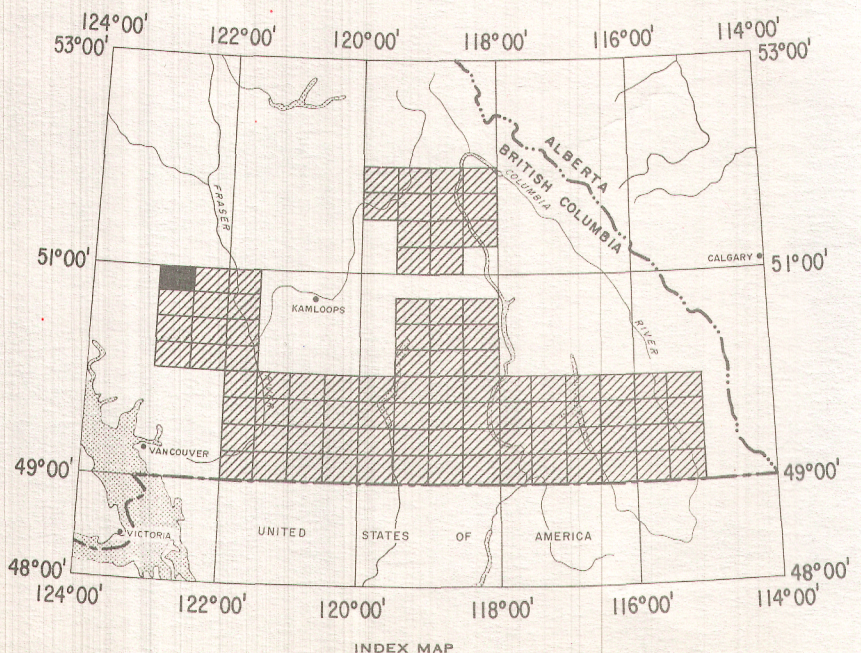 124°00'
122°00'
120°00'
118°00'
116°00'
114°00'
53°00'
53°00'
ALBERTA
BRITISH COLUMBIA
COLUMBIA
FRASER
51°00'
CALGARY
51°00'
KAMLOOPS
RIVER
VANCOUVER
49°00'
49°00'
VICTORIA
UNITED STATES OF AMERICA
48°00'
48°00'
124°00'
122°00'
120°00'
118°00'
116°00'
114°00'
INDEX MAP